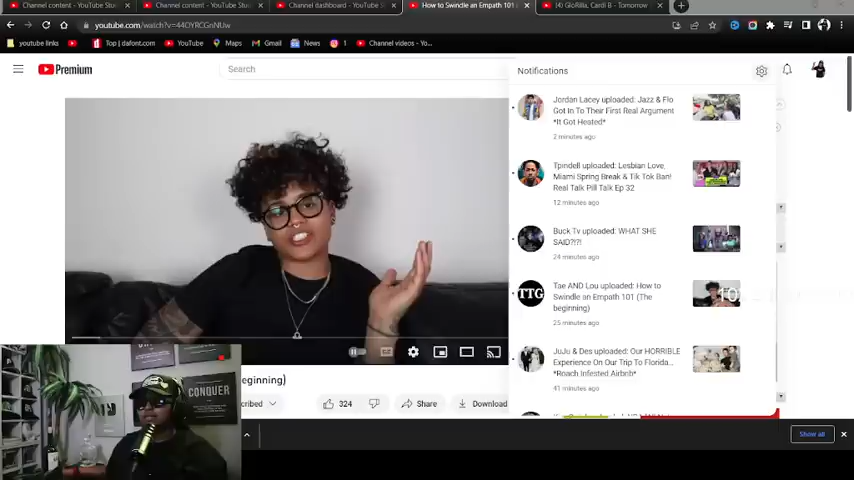 Channel content - YouTube Stu
Channel content - YouTube Stu
Channel dashboard - YouTube S
How to Swindle an Empath 101
(4) GloRilla, Cardi B - Tomorrow
youtube.com/watch?v=44OYRCGnNUw
youtube links
Top | dafont.com
YouTube
Maps
Gmail
News
1
Channel videos - Yo...
Premium
Search
Notifications
Jordan Lacey uploaded: Jazz & Flo
Got In To Their First Real Argument
*It Got Heated*
2 minutes ago
Tpindell uploaded: Lesbian Love,
Miami Spring Break & Tik Tok Ban!
Real Talk Pill Talk Ep 32
12 minutes ago
Buck Tv uploaded: WHAT SHE
SAID?!?!
24 minutes ago
TTG
Tae AND Lou uploaded: How to
Swindle an Empath 101 (The
beginning)
25 minutes ago
JuJu & Des uploaded: Our HORRIBLE
Experience On Our Trip To Florida...
*Roach Infested Airbnb*
41 minutes ago
eginning)
cribed
324
Share
Download
CONQUER
Show all